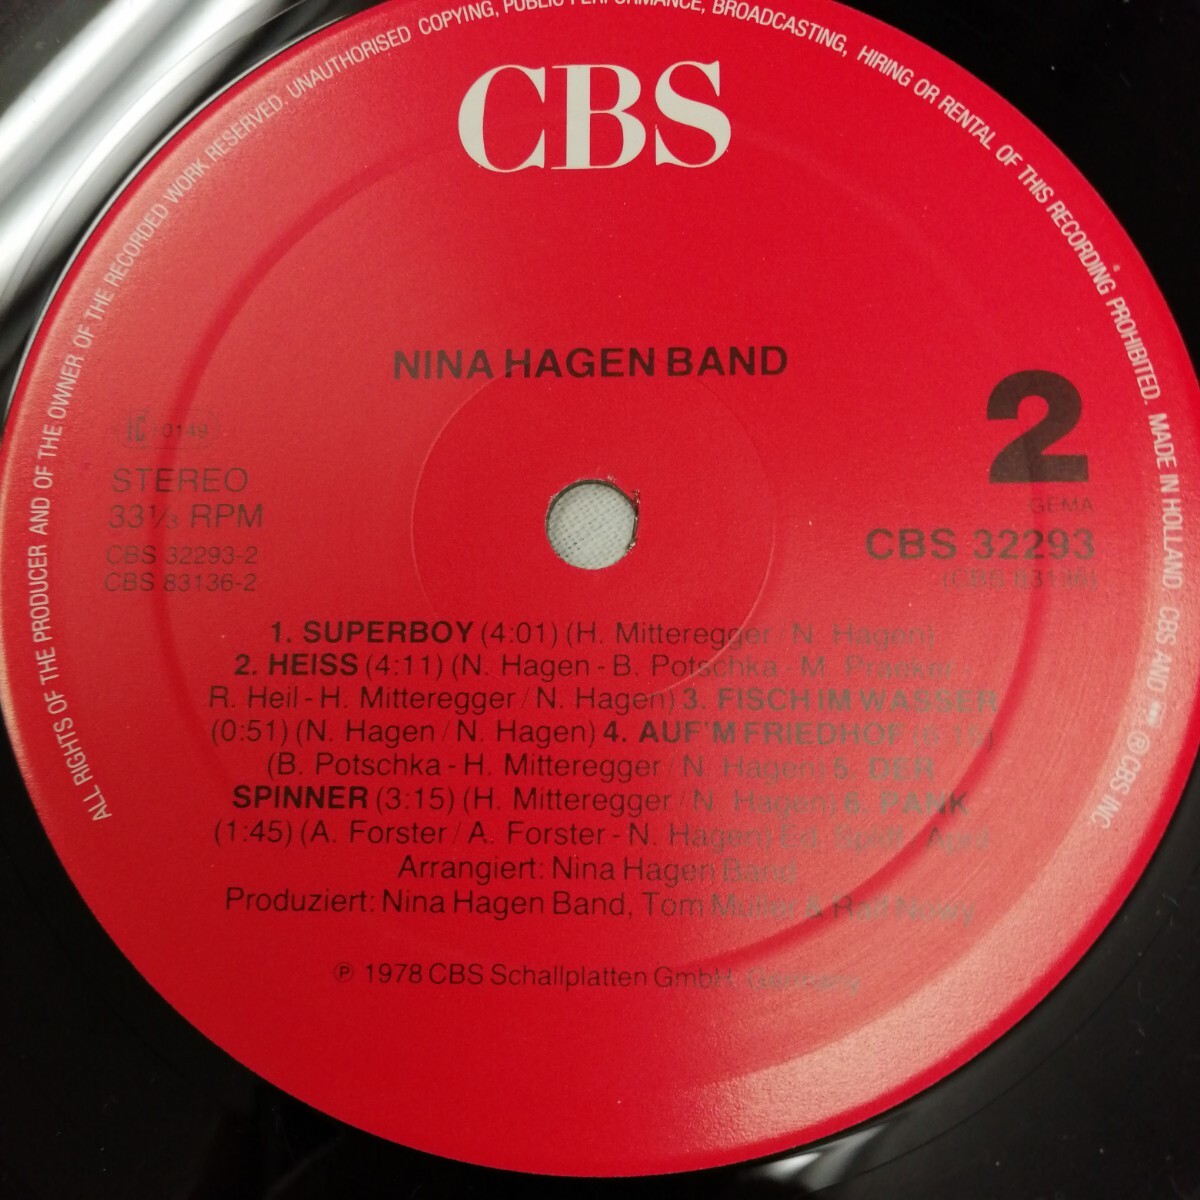 ALL RIGHTS OF THE PRODUCER AND OF THE OWNER OF THE RECORDED WORK RESERVED. UNAUTHORISED COPYING, PUBLIC PERFORMANCE, BROADCASTING, HIRING OR RENTAL OF THIS RECORDING PROHIBITED. MADE IN HOLLAND. CBS AND ℗ CBS INC.
CBS
NINA HAGEN BAND
2
0149
STEREO
33⅓ RPM
CBS 32293-2
CBS 83136-2
GEMA
CBS 32293
(CBS 83136)
1. SUPERBOY (4:01) (H. Mitteregger / N. Hagen)
2. HEISS (4:11) (N. Hagen - B. Potschka - M. Praeker -
R. Heil - H. Mitteregger / N. Hagen) 3. FISCH IM WASSER
(0:51) (N. Hagen / N. Hagen) 4. AUF'M FRIEDHOF
(B. Potschka - H. Mitteregger / N. Hagen) 5. DER
SPINNER (3:15) (H. Mitteregger / N. Hagen) 6. PANK
(1:45) (A. Forster / A. Forster - N. Hagen) Ed. / April
Arrangiert: Nina Hagen Band
Produziert: Nina Hagen Band, Tom Müller & Ralf Nowy
℗ 1978 CBS Schallplatten GmbH. Germany